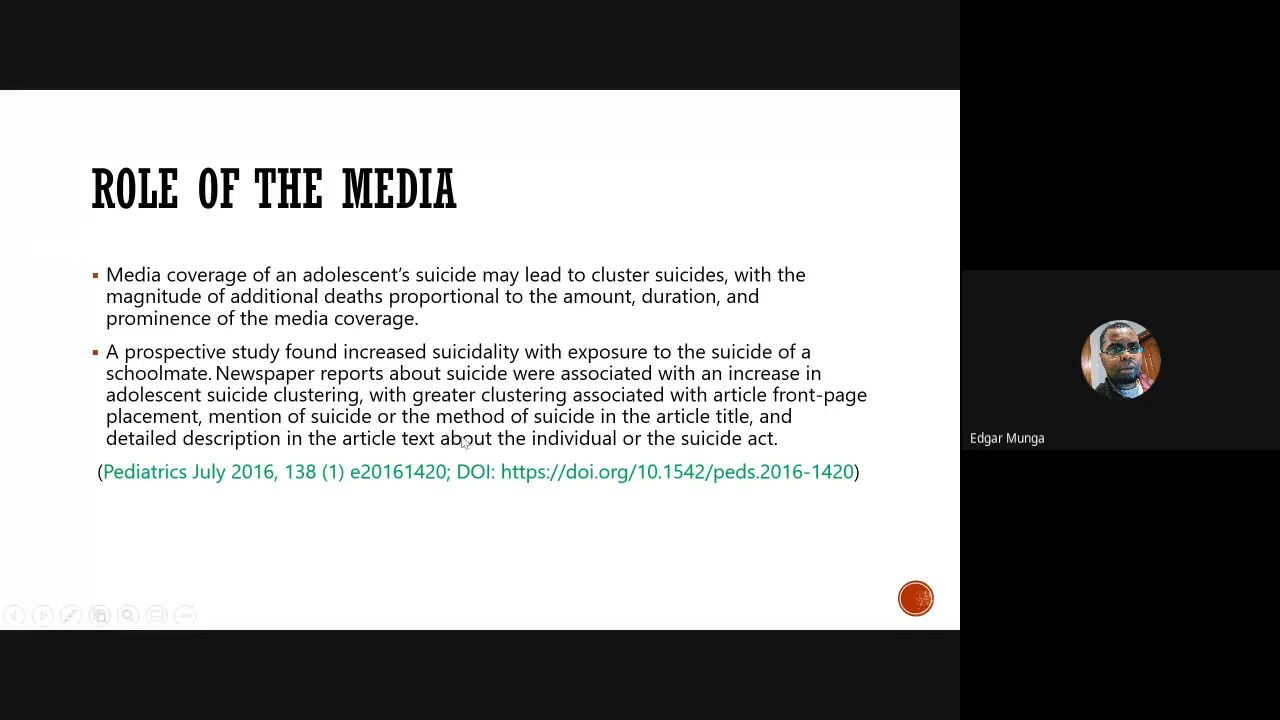 ROLE OF THE MEDIA
Media coverage of an adolescent's suicide may lead to cluster suicides, with the
magnitude of additional deaths proportional to the amount, duration, and
prominence of the media coverage.
A prospective study found increased suicidality with exposure to the suicide of a
schoolmate. Newspaper reports about suicide were associated with an increase in
adolescent suicide clustering, with greater clustering associated with article front-page
placement, mention of suicide or the method of suicide in the article title, and
detailed description in the article text about the individual or the suicide act.
(Pediatrics July 2016, 138 (1) e20161420; DOI: https://doi.org/10.1542/peds.2016-1420)
Edgar Munga